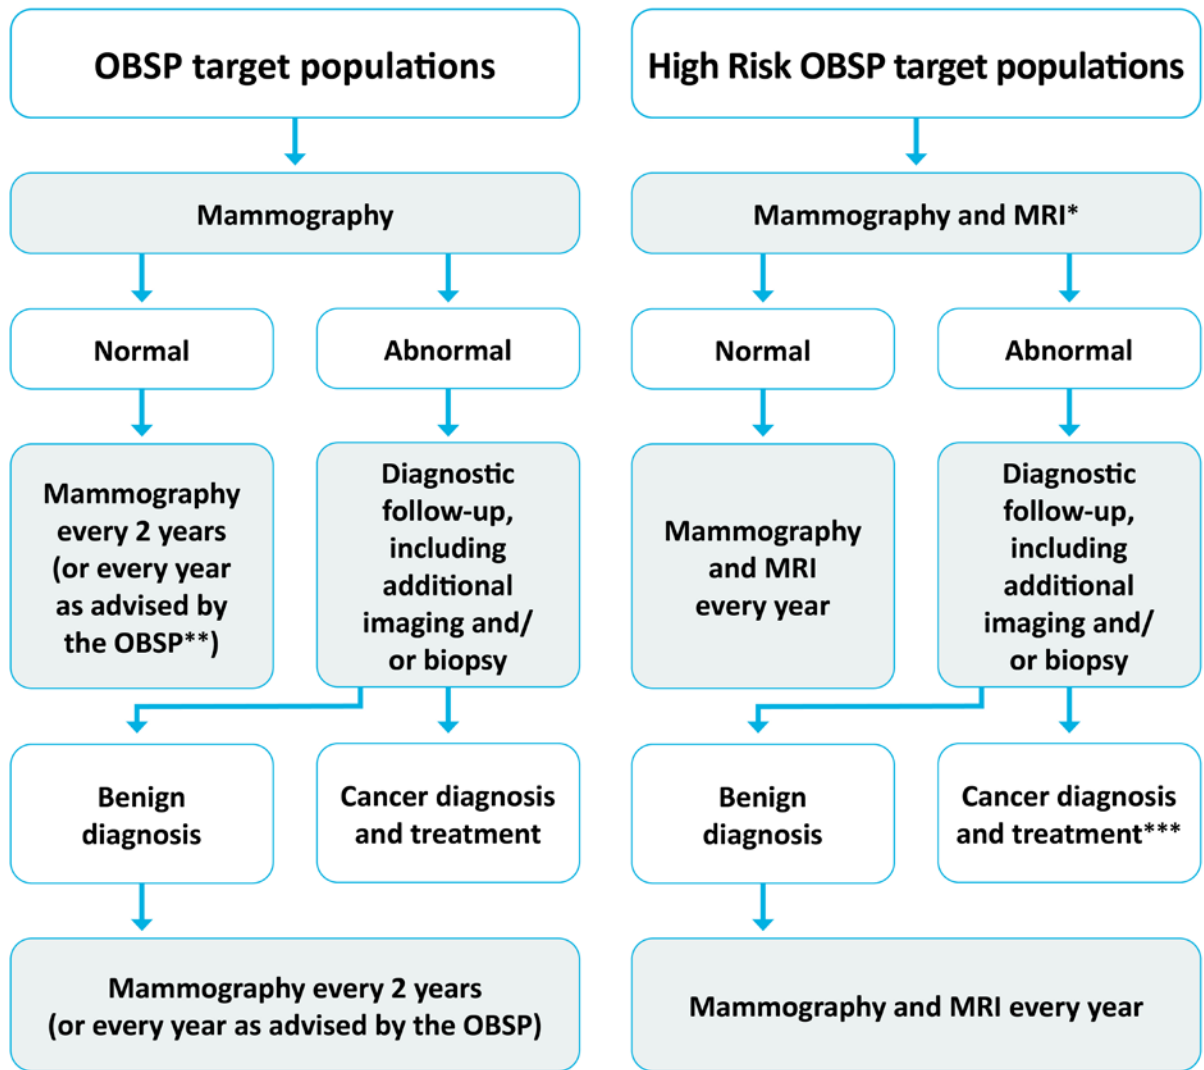 OBSP target populations
Mammography
Normal
Abnormal
Mammography
every 2 years
(or every year
as advised by
the OBSP**)
Diagnostic
follow-up,
including
additional
imaging and/
or biopsy
Benign
diagnosis
Cancer diagnosis
and treatment
Mammography every 2 years
(or every year as advised by the OBSP)
High Risk OBSP target populations
Mammography and MRI*
Normal
Abnormal
Mammography
and MRI
every year
Diagnostic
follow-up,
including
additional
imaging and/
or biopsy
Benign
diagnosis
Cancer diagnosis
and treatment***
Mammography and MRI every year